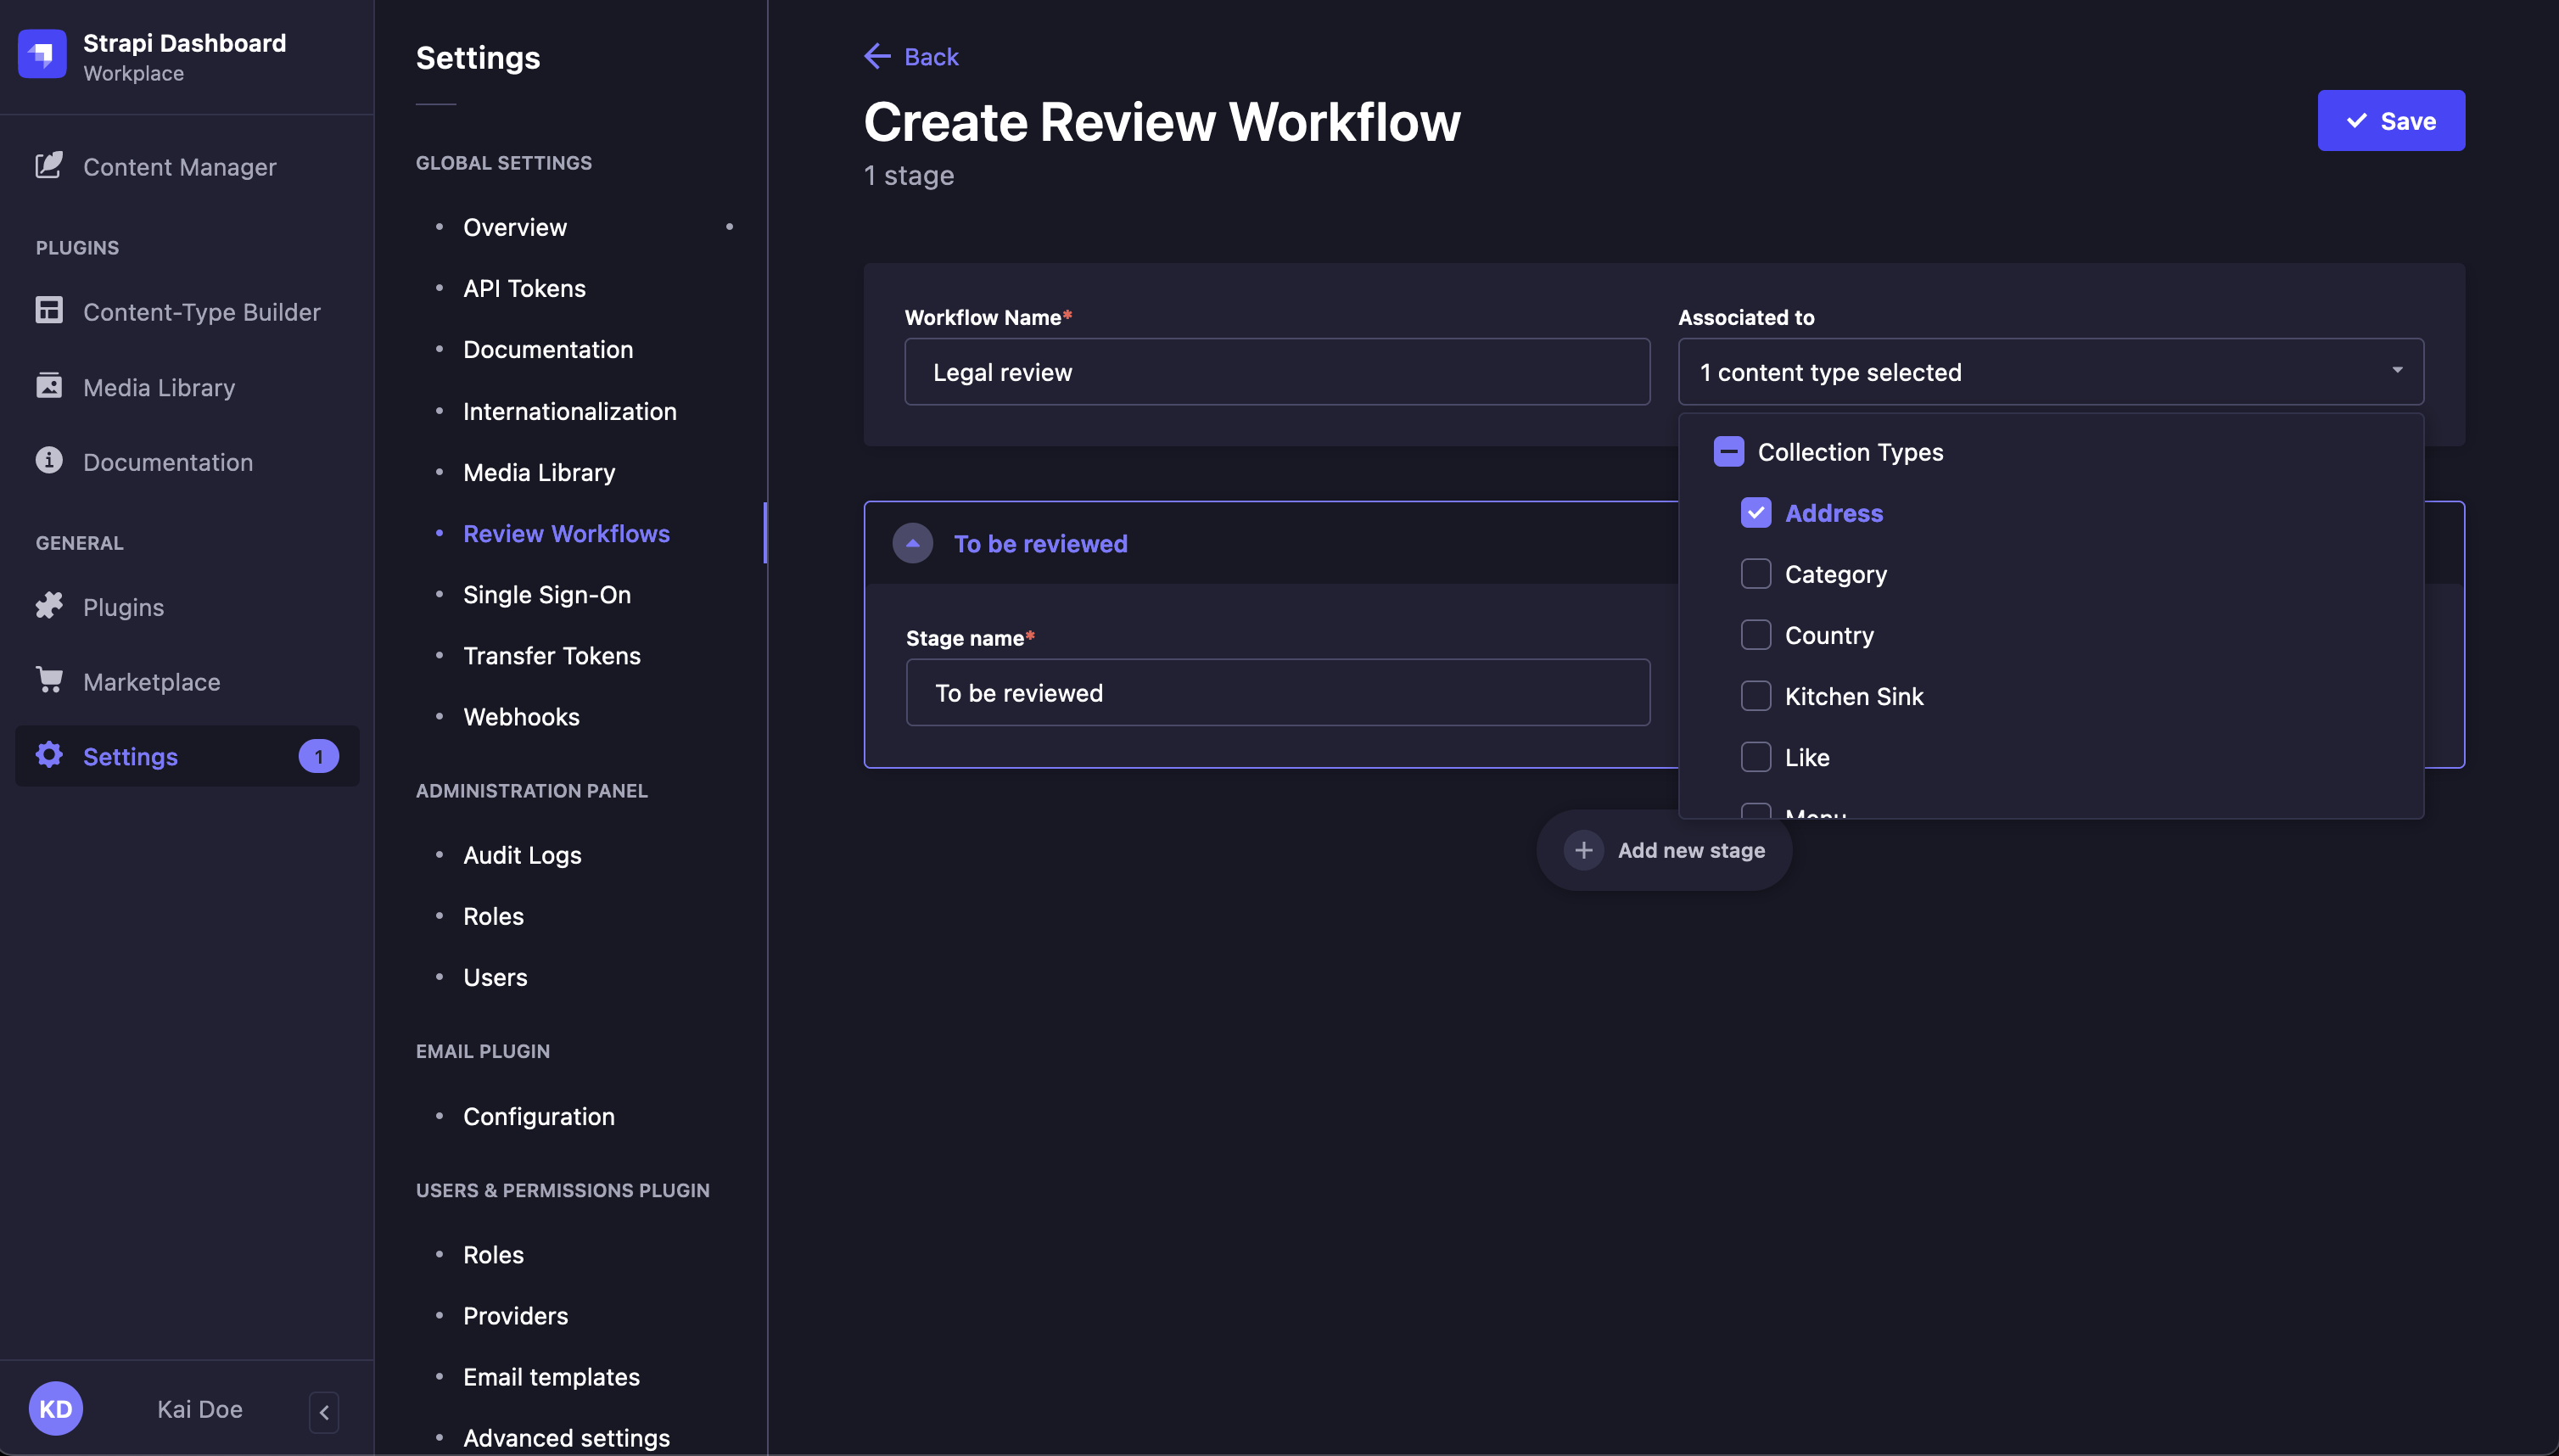 Strapi Dashboard
Workplace
Content Manager
PLUGINS
Content-Type Builder
Media Library
Documentation
GENERAL
Plugins
Marketplace
Settings
1
KD
Kai Doe
Settings
GLOBAL SETTINGS
Overview
API Tokens
Documentation
Internationalization
Media Library
Review Workflows
Single Sign-On
Transfer Tokens
Webhooks
ADMINISTRATION PANEL
Audit Logs
Roles
Users
EMAIL PLUGIN
Configuration
USERS & PERMISSIONS PLUGIN
Roles
Providers
Email templates
Advanced settings
Back
Create Review Workflow
1 stage
Save
Workflow Name*
Legal review
Associated to
1 content type selected
Collection Types
Address
Category
Country
Kitchen Sink
Like
Menu
To be reviewed
Stage name*
To be reviewed
Add new stage